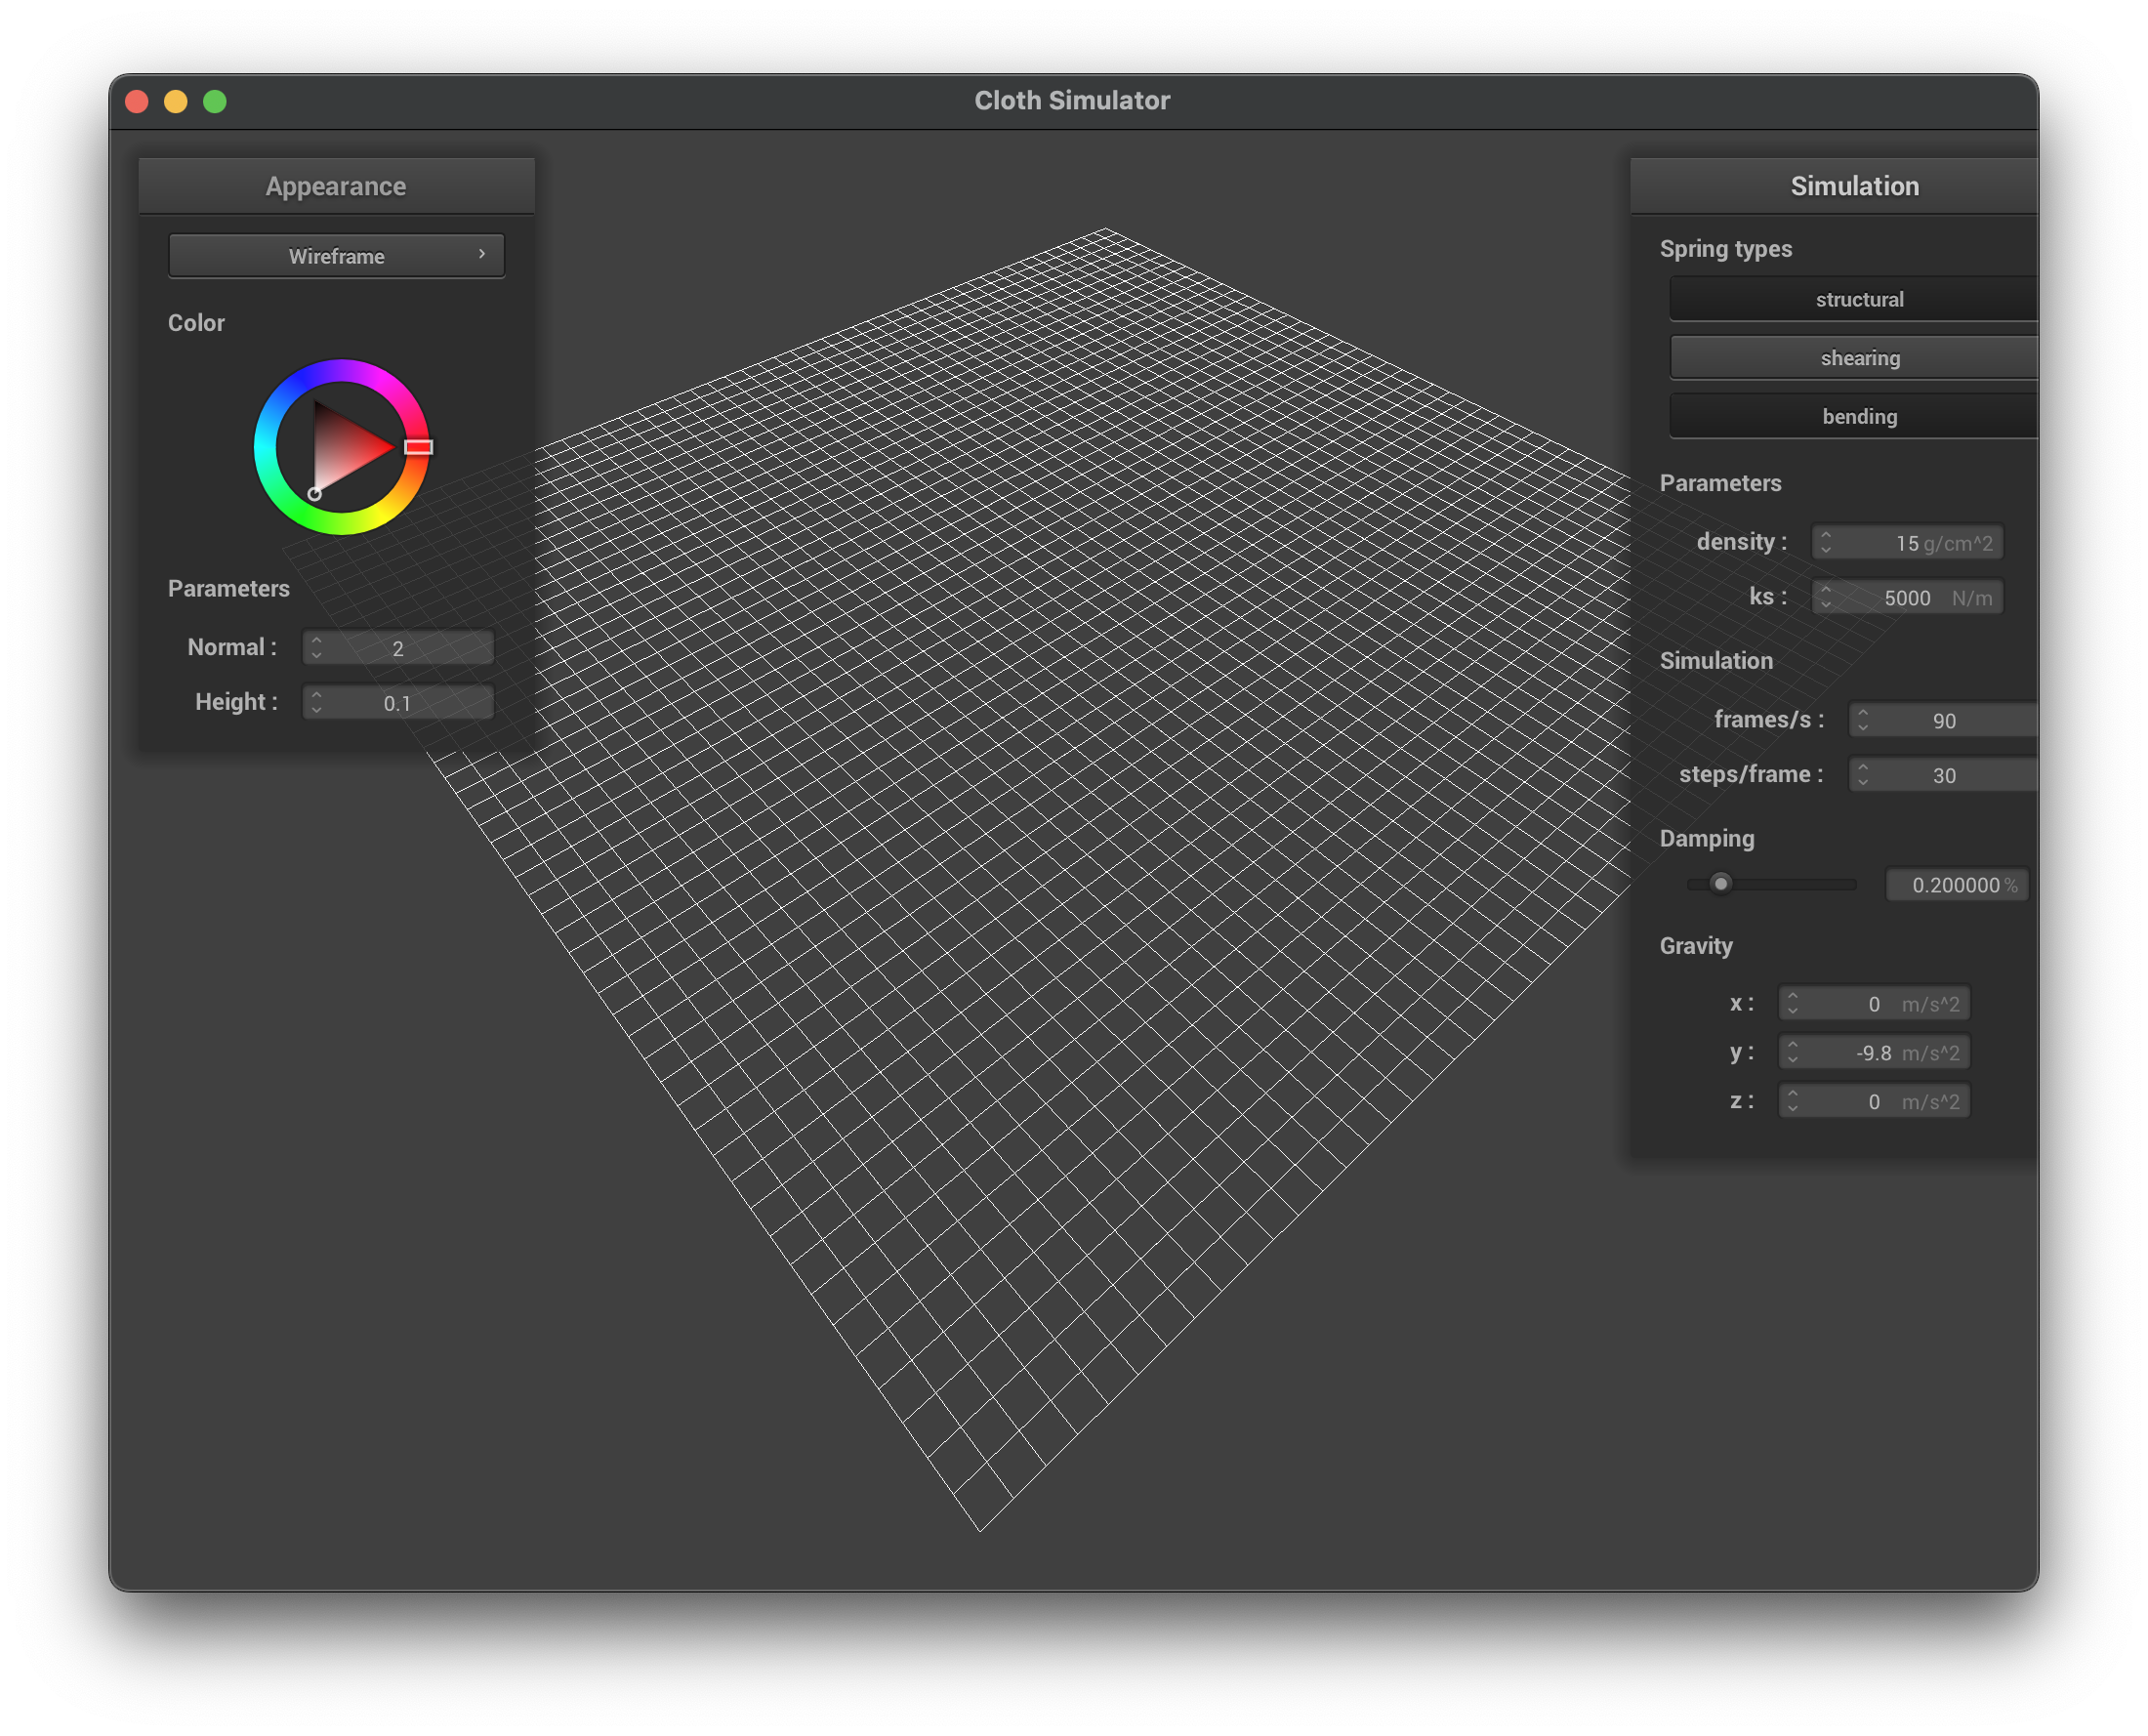 Cloth Simulator
Appearance
Wireframe
Color
Parameters
Normal : 2
Height : 0.1
Simulation
Spring types
structural
shearing
bending
Parameters
density : 15 g/cm^2
ks : 5000 N/m
Simulation
frames/s : 90
steps/frame : 30
Damping
0.200000 %
Gravity
x : 0 m/s^2
y : -9.8 m/s^2
z : 0 m/s^2